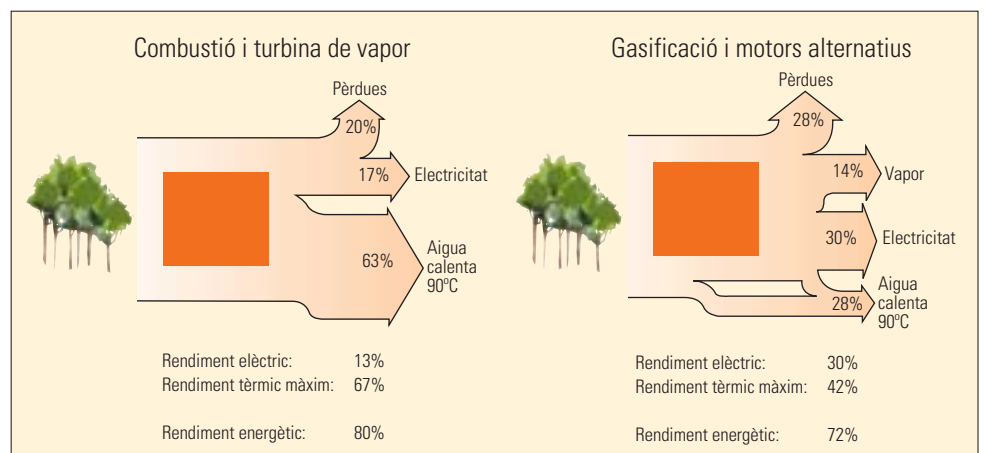 Combustió i turbina de vapor
Pèrdues
20%
17%
Electricitat
63%
Aigua
calenta
90ºC
Rendiment elèctric: 13%
Rendiment tèrmic màxim: 67%
Rendiment energètic: 80%
Gasificació i motors alternatius
Pèrdues
28%
14%
Vapor
30%
Electricitat
28%
Aigua
calenta
90ºC
Rendiment elèctric: 30%
Rendiment tèrmic màxim: 42%
Rendiment energètic: 72%